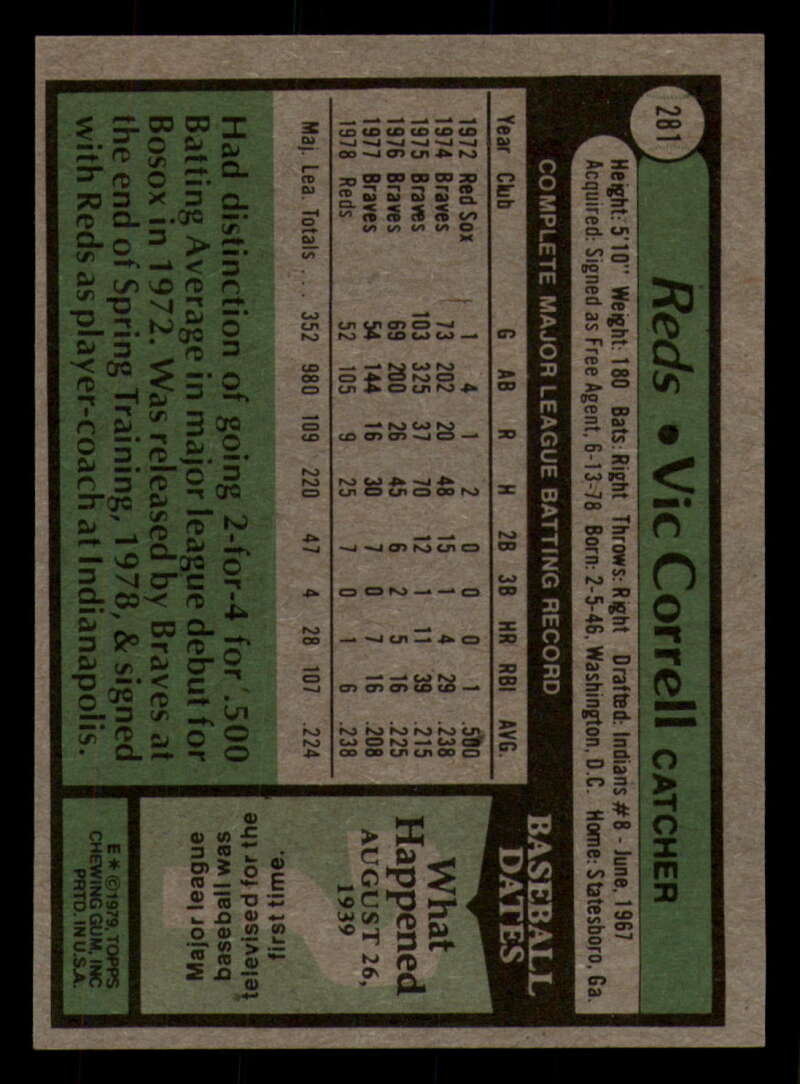 281
Reds • Vic Correll CATCHER
Height: 5'10" Weight: 180 Bats: Right Throws: Right Drafted: Indians #8 - June, 1967
Acquired: Signed as Free Agent, 6-13-78 Born: 2-5-46, Washington, D.C. Home: Statesboro, Ga.
COMPLETE MAJOR LEAGUE BATTING RECORD
Year Club G AB R H 2B 3B HR RBI AVG.
1972 Red Sox 1 4 1 2 0 0 0 1 .500
1974 Braves 73 202 20 48 15 1 4 29 .238
1975 Braves 103 325 37 70 12 1 11 39 .215
1976 Braves 69 200 26 45 6 2 5 16 .225
1977 Braves 54 144 16 30 7 0 7 16 .208
1978 Reds 52 105 9 25 7 0 1 6 .238
Maj. Lea. Totals .... 352 980 109 220 47 4 28 107 .224
Had distinction of going 2-for-4 for .500
Batting Average in major league debut for
Bosox in 1972. Was released by Braves at
the end of Spring Training, 1978, & signed
with Reds as player-coach at Indianapolis.
BASEBALL
DATES
What
Happened
AUGUST 26,
1939
Major league
baseball was
televised for the
first time.
E * ©1979, TOPPS
CHEWING GUM, INC
PRTD. IN U.S.A.